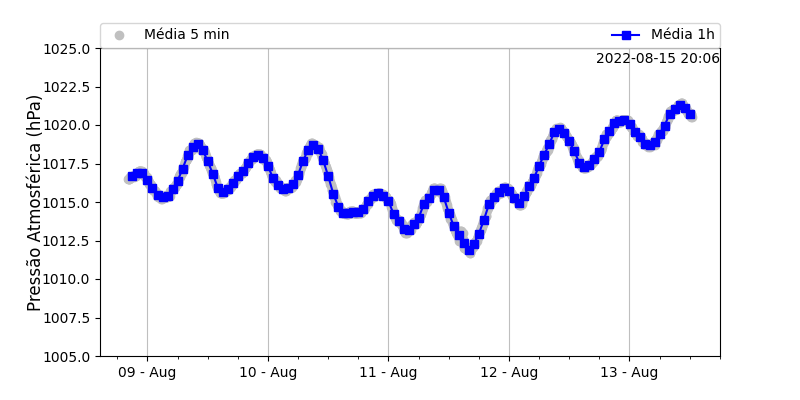 Média 5 min
Média 1h
2022-08-15 20:06
Pressão Atmosférica (hPa)
1025.0
1022.5
1020.0
1017.5
1015.0
1012.5
1010.0
1007.5
1005.0
09 - Aug
10 - Aug
11 - Aug
12 - Aug
13 - Aug